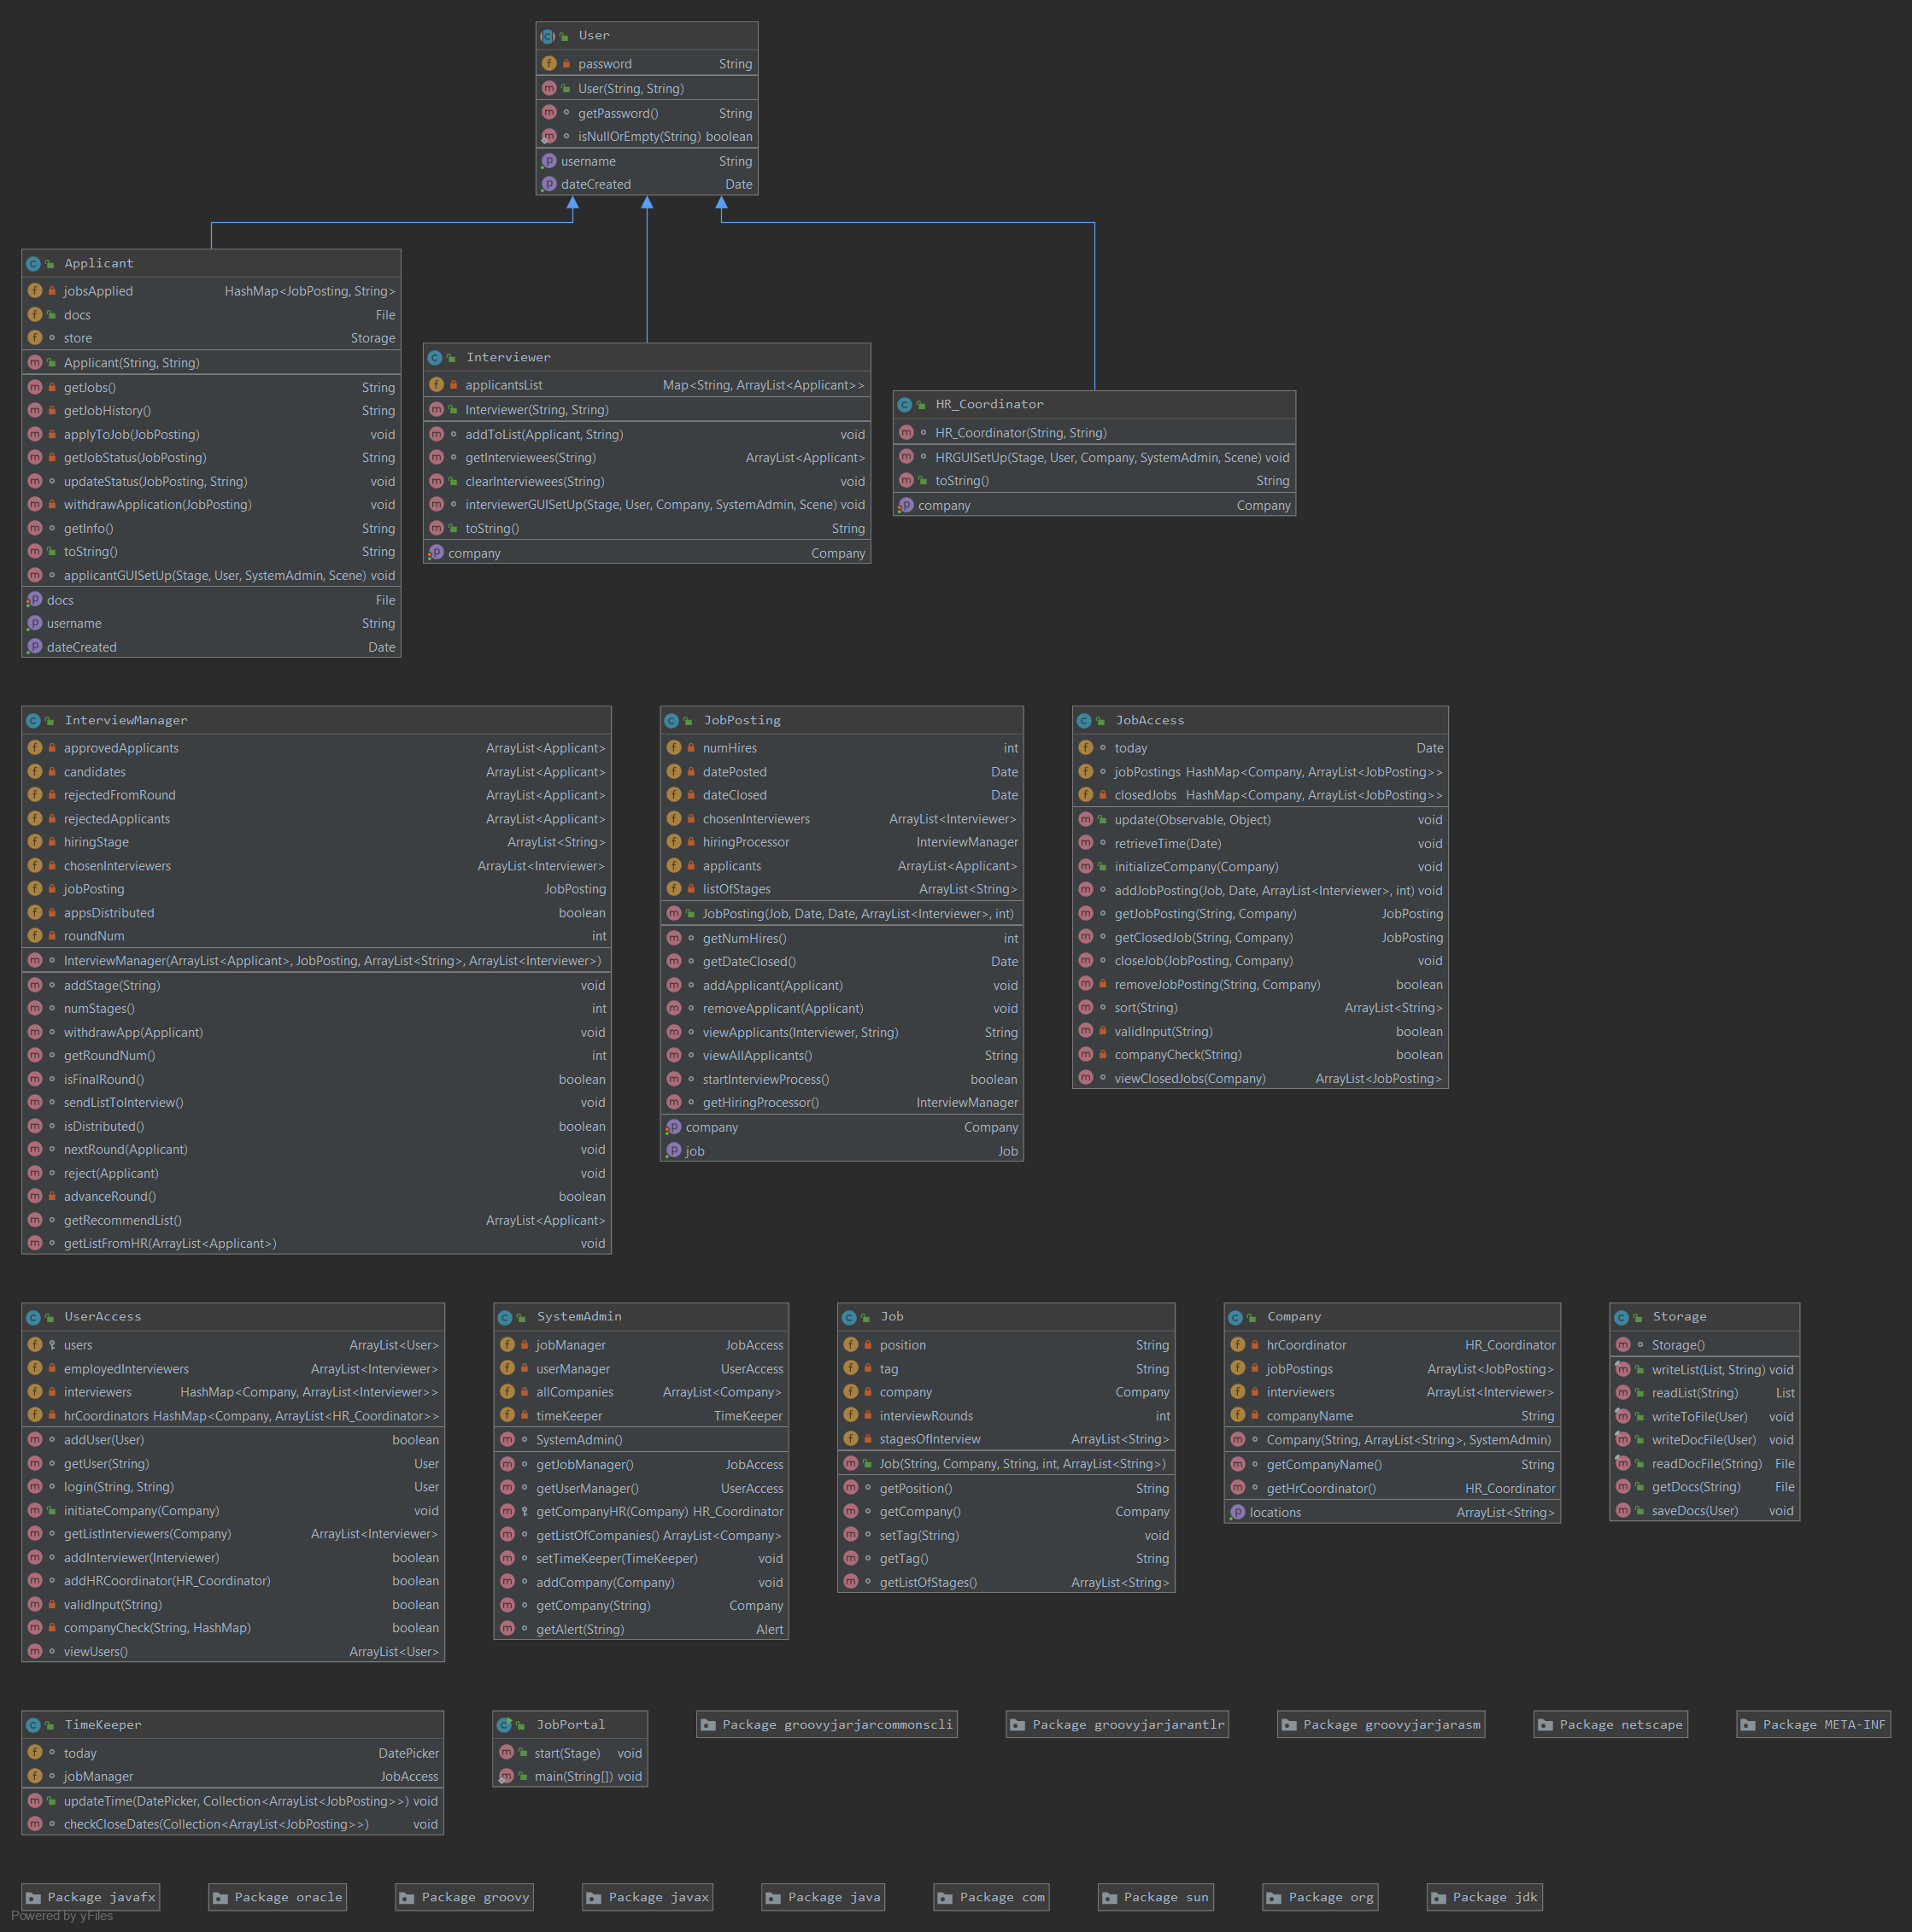 User
password String
User(String, String)
getPassword() String
isNullOrEmpty(String) boolean
username String
dateCreated Date
Applicant
jobsApplied HashMap<JobPosting, String>
docs File
store Storage
Applicant(String, String)
getJobs() String
getJobHistory() String
applyToJob(JobPosting) void
getJobStatus(JobPosting) String
updateStatus(JobPosting, String) void
withdrawApplication(JobPosting) void
getInfo() String
toString() String
applicantGUISetUp(Stage, User, SystemAdmin, Scene) void
docs File
username String
dateCreated Date
Interviewer
applicantsList Map<String, ArrayList<Applicant>>
Interviewer(String, String)
addToList(Applicant, String) void
getInterviewees(String) ArrayList<Applicant>
clearInterviewees(String) void
interviewerGUISetUp(Stage, User, Company, SystemAdmin, Scene) void
toString() String
company Company
HR_Coordinator
HR_Coordinator(String, String)
HRGUISetUp(Stage, User, Company, SystemAdmin, Scene) void
toString() String
company Company
InterviewManager
approvedApplicants ArrayList<Applicant>
candidates ArrayList<Applicant>
rejectedFromRound ArrayList<Applicant>
rejectedApplicants ArrayList<Applicant>
hiringStage ArrayList<String>
chosenInterviewers ArrayList<Interviewer>
jobPosting JobPosting
appsDistributed boolean
roundNum int
InterviewManager(ArrayList<Applicant>, JobPosting, ArrayList<String>, ArrayList<Interviewer>)
addStage(String) void
numStages() int
withdrawApp(Applicant) void
getRoundNum() int
isFinalRound() boolean
sendListToInterview() void
isDistributed() boolean
nextRound(Applicant) void
reject(Applicant) void
advanceRound() boolean
getRecommendList() ArrayList<Applicant>
getListFromHR(ArrayList<Applicant>) void
JobPosting
numHires int
datePosted Date
dateClosed Date
chosenInterviewers ArrayList<Interviewer>
hiringProcessor InterviewManager
applicants ArrayList<Applicant>
listOfStages ArrayList<String>
JobPosting(Job, Date, Date, ArrayList<Interviewer>, int)
getNumHires() int
getDateClosed() Date
addApplicant(Applicant) void
removeApplicant(Applicant) void
viewApplicants(Interviewer, String) String
viewAllApplicants() String
startInterviewProcess() boolean
getHiringProcessor() InterviewManager
company Company
job Job
JobAccess
today Date
jobPostings HashMap<Company, ArrayList<JobPosting>>
closedJobs HashMap<Company, ArrayList<JobPosting>>
update(Observable, Object) void
retrieveTime(Date) void
initializeCompany(Company) void
addJobPosting(Job, Date, ArrayList<Interviewer>, int) void
getJobPosting(String, Company) JobPosting
getClosedJob(String, Company) JobPosting
closeJob(JobPosting, Company) void
removeJobPosting(String, Company) boolean
sort(String) ArrayList<String>
validInput(String) boolean
companyCheck(String) boolean
viewClosedJobs(Company) ArrayList<JobPosting>
UserAccess
users ArrayList<User>
employedInterviewers ArrayList<Interviewer>
interviewers HashMap<Company, ArrayList<Interviewer>>
hrCoordinators HashMap<Company, ArrayList<HR_Coordinator>>
addUser(User) boolean
getUser(String) User
login(String, String) User
initiateCompany(Company) void
getListInterviewers(Company) ArrayList<Interviewer>
addInterviewer(Interviewer) boolean
addHRCoordinator(HR_Coordinator) boolean
validInput(String) boolean
companyCheck(String, HashMap) boolean
viewUsers() ArrayList<User>
SystemAdmin
jobManager JobAccess
userManager UserAccess
allCompanies ArrayList<Company>
timeKeeper TimeKeeper
SystemAdmin()
getJobManager() JobAccess
getUserManager() UserAccess
getCompanyHR(Company) HR_Coordinator
getListOfCompanies() ArrayList<Company>
setTimeKeeper(TimeKeeper) void
addCompany(Company) void
getCompany(String) Company
getAlert(String) Alert
Job
position String
tag String
company Company
interviewRounds int
stagesOfInterview ArrayList<String>
Job(String, Company, String, int, ArrayList<String>)
getPosition() String
getCompany() Company
setTag(String) void
getTag() String
getListOfStages() ArrayList<String>
Company
hrCoordinator HR_Coordinator
jobPostings ArrayList<JobPosting>
interviewers ArrayList<Interviewer>
companyName String
Company(String, ArrayList<String>, SystemAdmin)
getCompanyName() String
getHrCoordinator() HR_Coordinator
locations ArrayList<String>
Storage
Storage()
writeList(List, String) void
readList(String) List
writeToFile(User) void
writeDocFile(User) void
readDocFile(String) File
getDocs(String) File
saveDocs(User) void
TimeKeeper
today DatePicker
jobManager JobAccess
updateTime(DatePicker, Collection<ArrayList<JobPosting>>) void
checkCloseDates(Collection<ArrayList<JobPosting>>) void
JobPortal
start(Stage) void
main(String[]) void
Package groovyjarjarcommonscli
Package groovyjarjarantlr
Package groovyjarjarasm
Package netscape
Package META-INF
Package javafx
Package oracle
Package groovy
Package javax
Package java
Package com
Package sun
Package org
Package jdk
Powered by yFiles